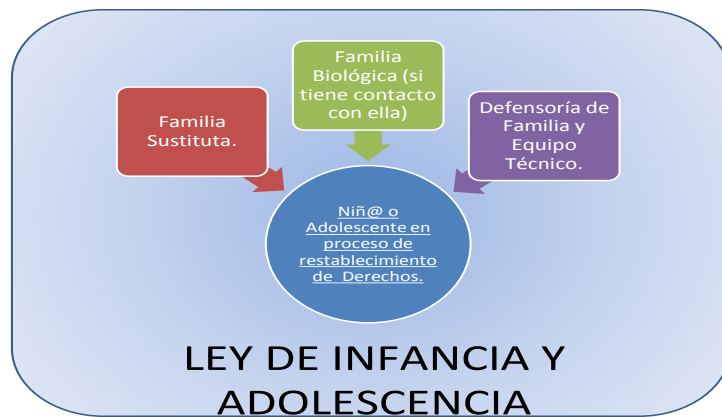 Familia
Biológica (si
tiene contacto
con ella)
Familia
Sustituta.
Defensoría de
Familia y
Equipo
Técnico.
Niñ@ o
Adolescente en
proceso de
restablecimiento
de Derechos.
LEY DE INFANCIA Y
ADOLESCENCIA